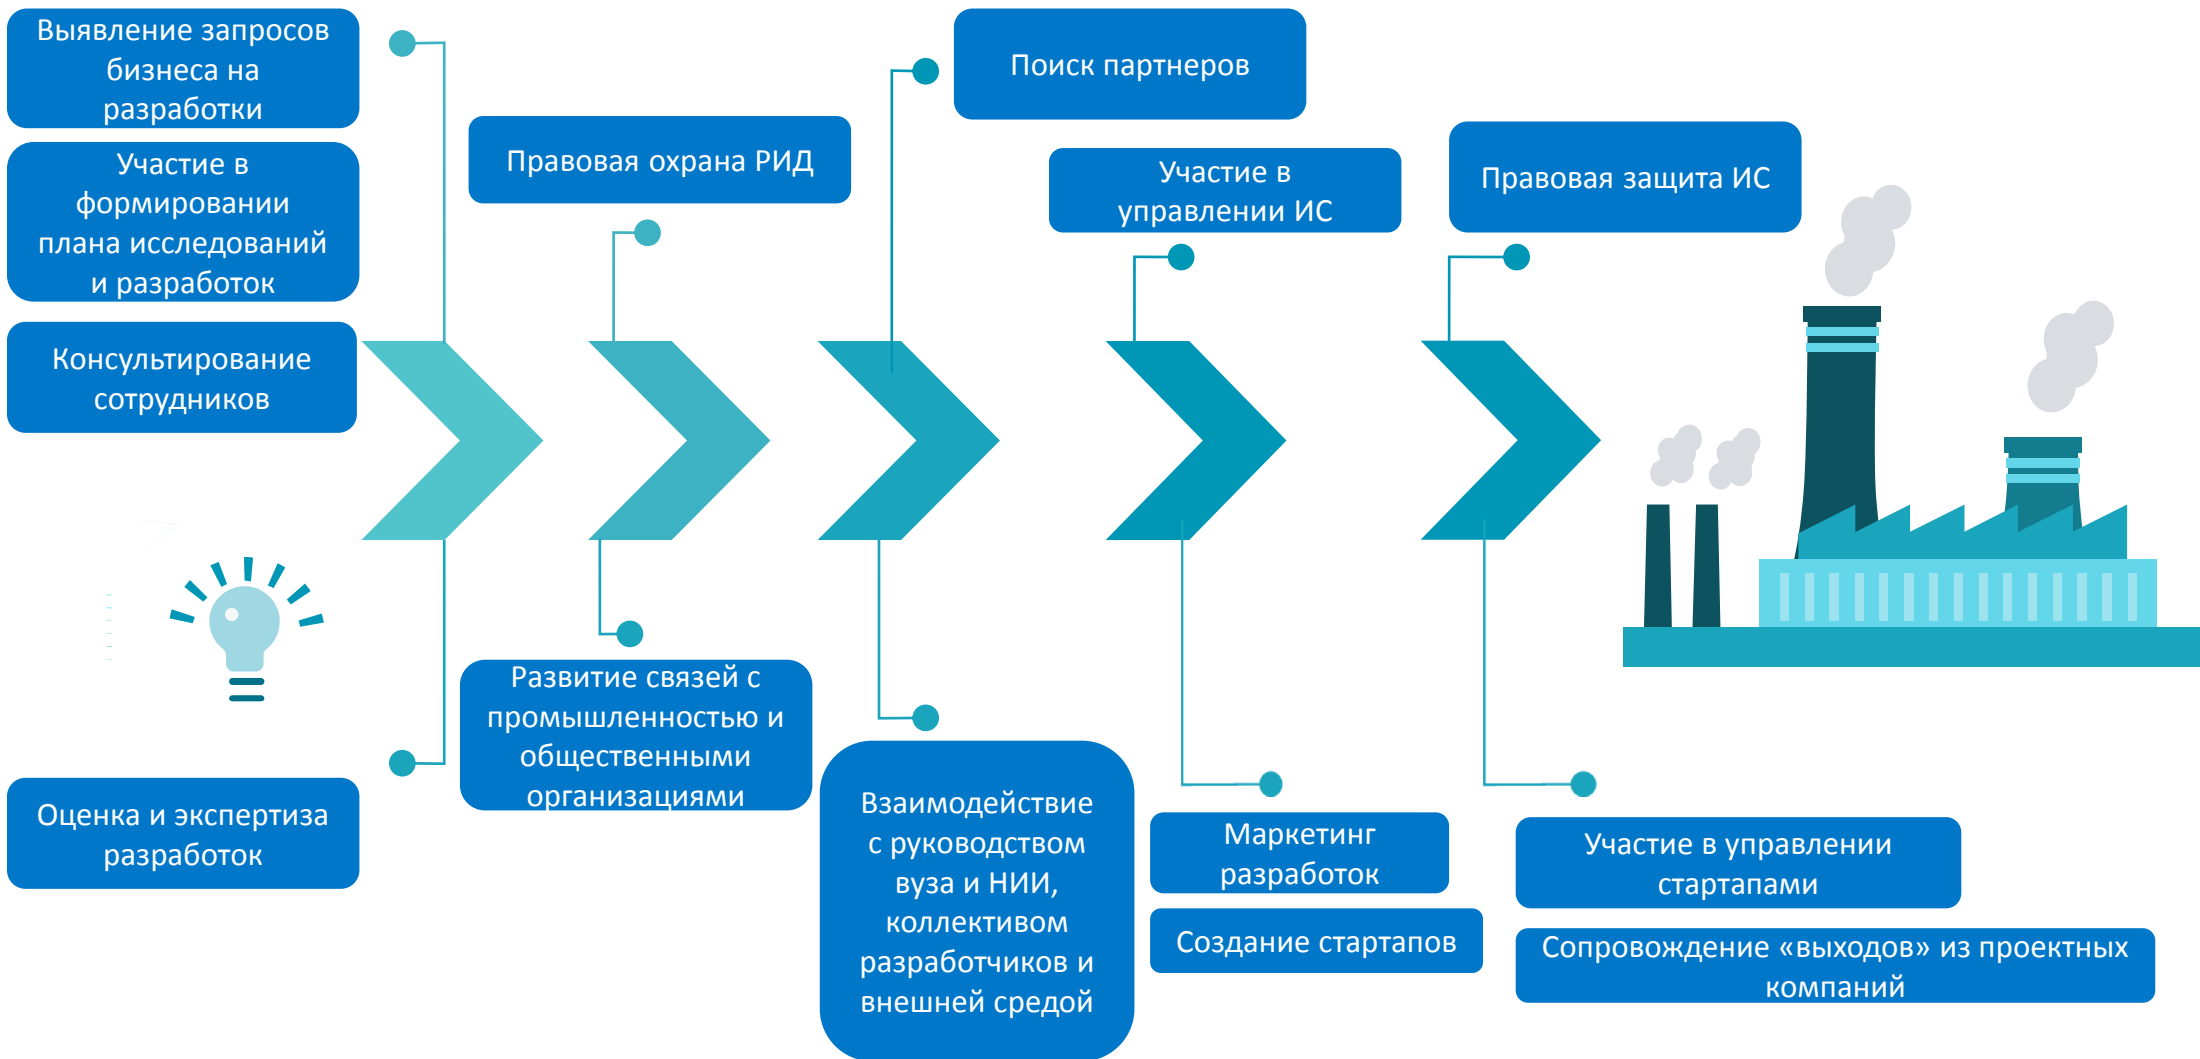 Выявление запросов
бизнеса на
разработки
Участие в
формировании
плана исследований
и разработок
Консультирование
сотрудников
Оценка и экспертиза
разработок
Правовая охрана РИД
Развитие связей с
промышленностью и
общественными
организациями
Поиск партнеров
Взаимодействие
с руководством
вуза и НИИ,
коллективом
разработчиков и
внешней средой
Участие в
управлении ИС
Маркетинг
разработок
Создание стартапов
Правовая защита ИС
Участие в управлении
стартапами
Сопровождение «выходов» из проектных
компаний